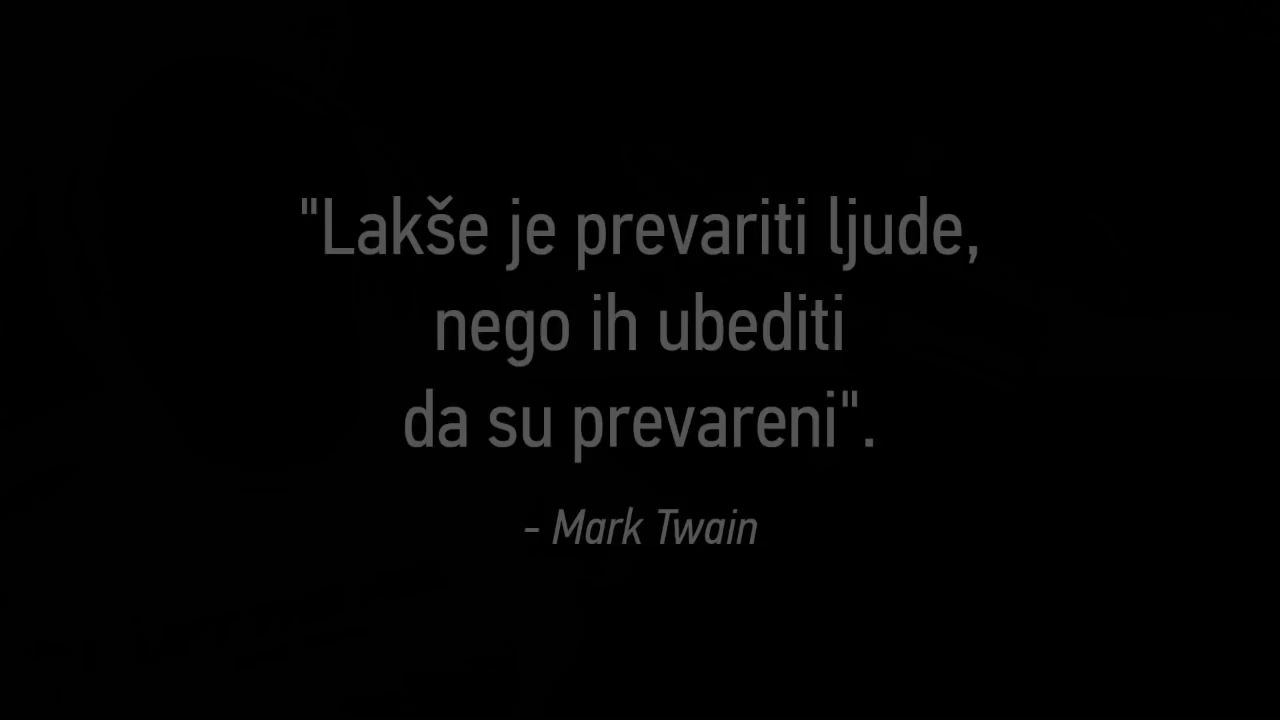 "Lakše je prevariti ljude,
nego ih ubediti
da su prevareni".
- Mark Twain